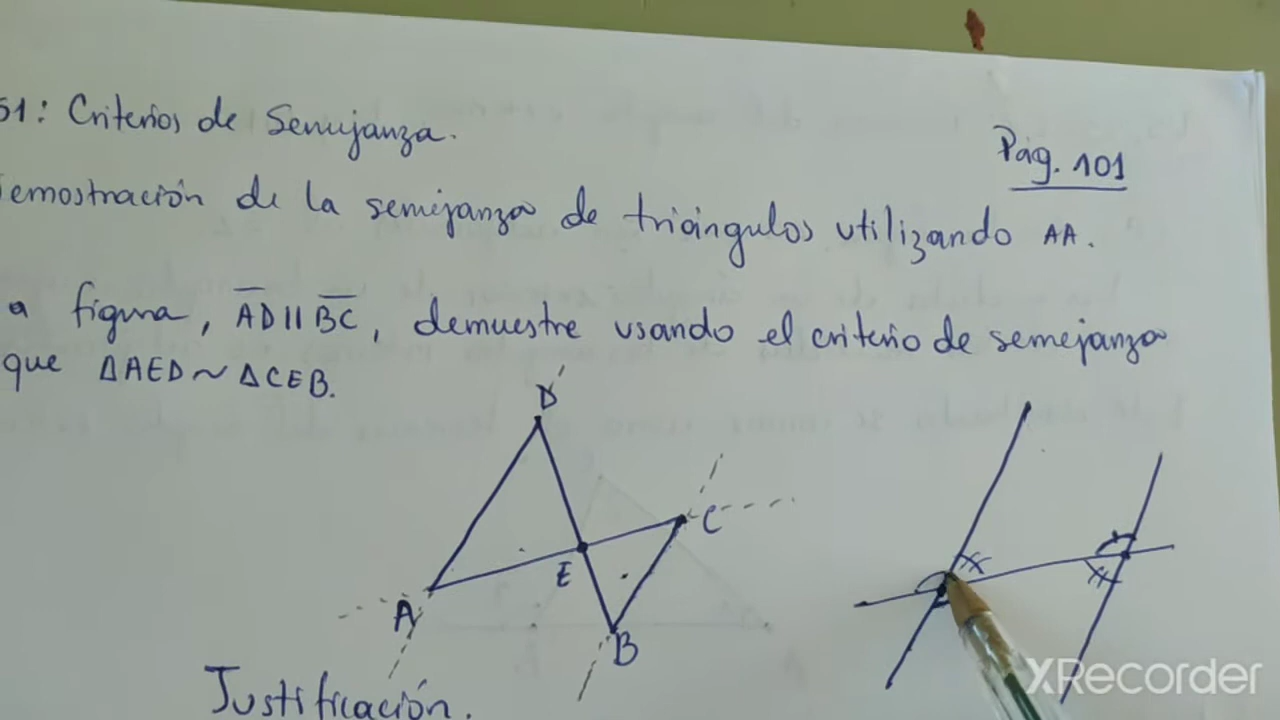 51: Criterios de Semejanza.
Pág. 101
emostración de la semejanza de triángulos utilizando AA.
a figura, AD || BC, demuestre usando el criterio de semejanza
que ΔAED ~ ΔCEB.
D
C
E
A
B
Justificación.
XRecorder